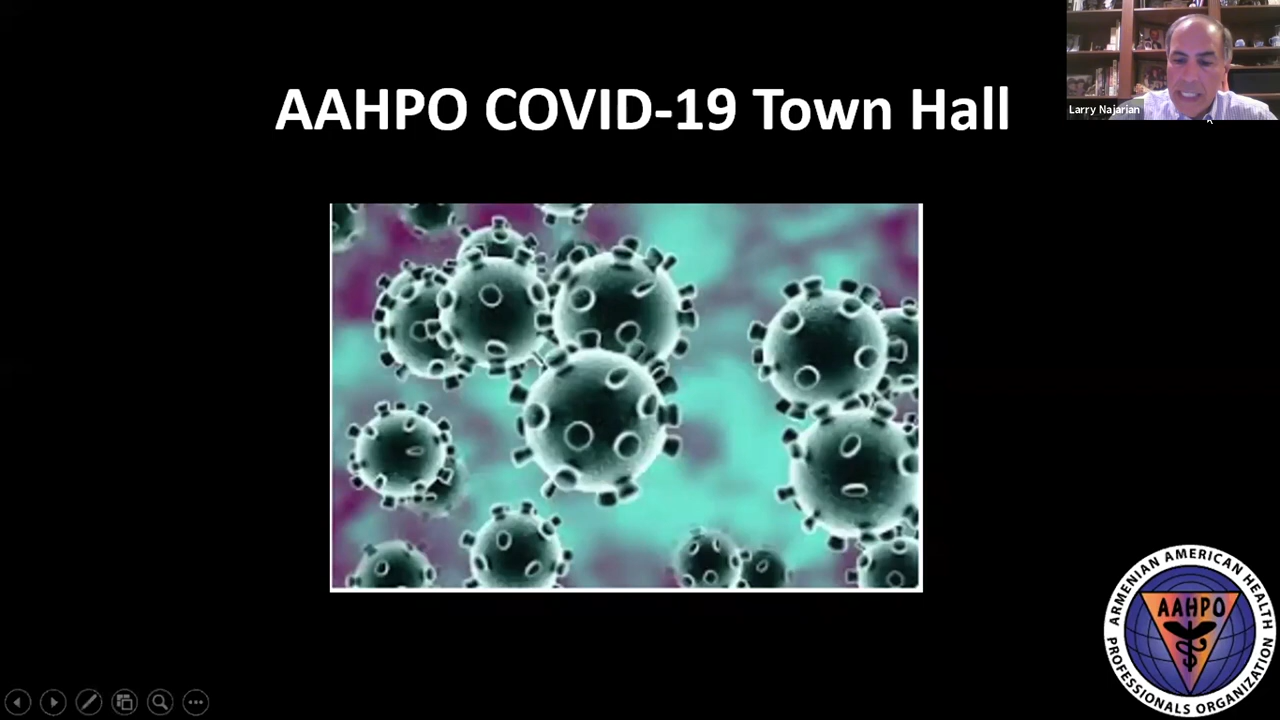 AAHPO COVID-19 Town Hall
Larry Najarian
ARMENIAN AMERICAN HEALTH
AAHPO
PROFESSIONALS ORGANIZATION